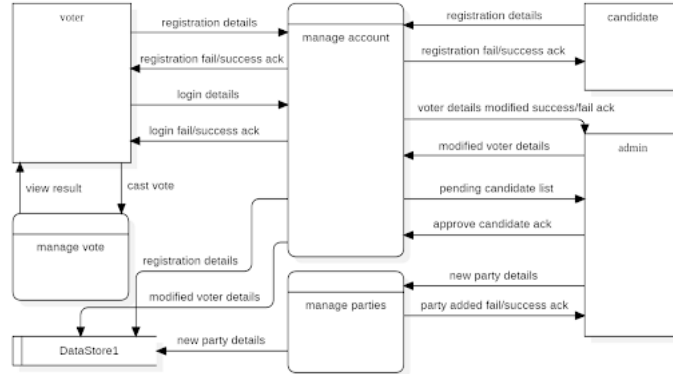 voter
registration details
registration details
candidate
manage account
registration fail/success ack
registration fail/success ack
login details
voter details modified success/fail ack
login fail/success ack
modified voter details
admin
view result
cast vote
pending candidate list
manage vote
approve candidate ack
registration details
new party details
modified voter details
manage parties
party added fail/success ack
new party details
DataStore1